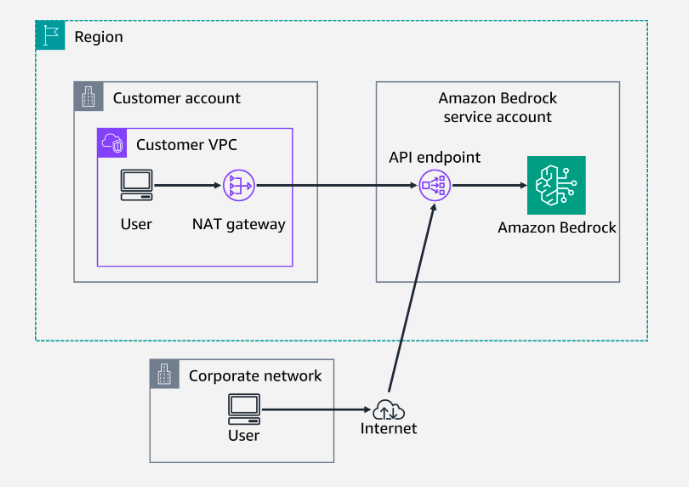 Region
Customer account
Amazon Bedrock
service account
Customer VPC
API endpoint
User
NAT gateway
Amazon Bedrock
Corporate network
User
Internet